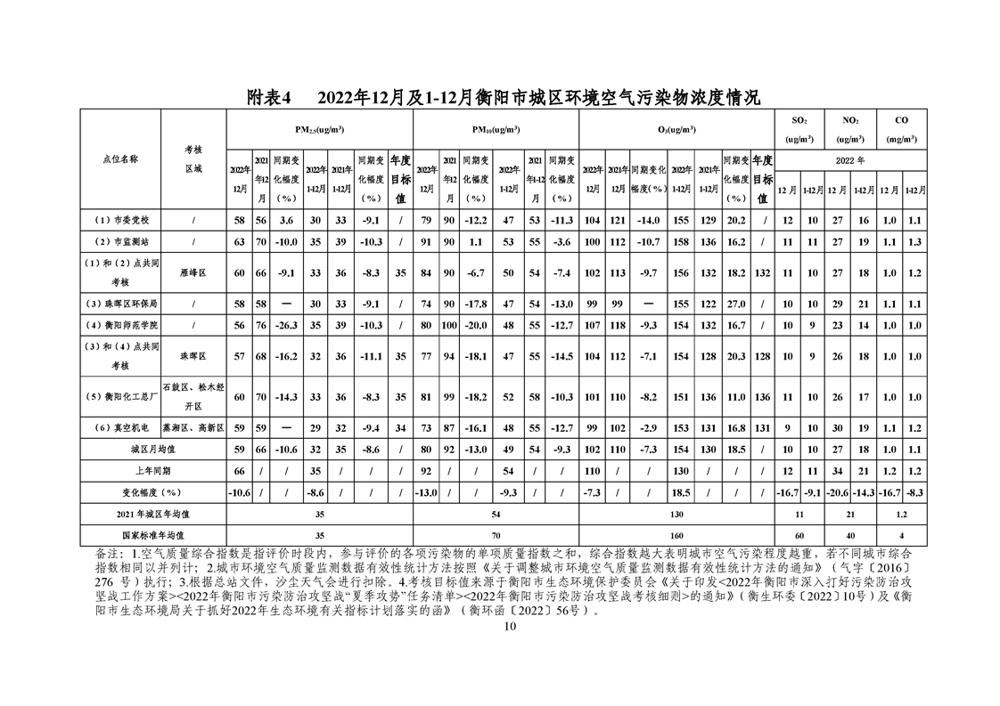 附表4 2022年12月及1-12月衡阳市城区环境空气污染物浓度情况
点位名称 考核区域 PM2.5(ug/m³) PM10(ug/m³) O3(ug/m³) SO2(ug/m³) NO2(ug/m³) CO(mg/m³)
2022年12月 2021年12月 同期变化幅度(%) 2022年1-12月 2021年1-12月 同期变化幅度(%) 年度目标值 2022年12月 2021年12月 同期变化幅度(%) 2022年1-12月 2021年1-12月 同期变化幅度(%) 2022年12月 2021年12月 同期变化幅度(%) 2022年1-12月 2021年1-12月 同期变化幅度(%) 年度目标值 2022 年
12 月 1-12月 12 月 1-12月 12 月 1-12月
(1)市委党校 / 58 56 3.6 30 33 -9.1 / 79 90 -12.2 47 53 -11.3 104 121 -14.0 155 129 20.2 / 12 10 27 16 1.0 1.1
(2)市监测站 / 63 70 -10.0 35 39 -10.3 / 91 90 1.1 53 55 -3.6 100 112 -10.7 158 136 16.2 / 11 11 27 19 1.1 1.3
(1)和(2)点共同考核 雁峰区 60 66 -9.1 33 36 -8.3 35 84 90 -6.7 50 54 -7.4 102 113 -9.7 156 132 18.2 132 11 10 27 18 1.0 1.2
(3)珠晖区环保局 / 58 58 — 30 33 -9.1 / 74 90 -17.8 47 54 -13.0 99 99 — 155 122 27.0 / 10 10 29 21 1.1 1.1
(4)衡阳师范学院 / 56 76 -26.3 35 39 -10.3 / 80 100 -20.0 48 55 -12.7 107 118 -9.3 154 132 16.7 / 10 9 23 14 1.0 1.0
(3)和(4)点共同考核 珠晖区 57 68 -16.2 32 36 -11.1 35 77 94 -18.1 47 55 -14.5 104 112 -7.1 154 128 20.3 128 10 9 26 18 1.0 1.0
(5)衡阳化工总厂 石鼓区、松木经开区 60 70 -14.3 33 36 -8.3 35 81 99 -18.2 52 58 -10.3 101 110 -8.2 151 136 11.0 136 11 10 26 17 1.0 1.0
(6)真空机电 蒸湘区、高新区 59 59 — 29 32 -9.4 34 73 87 -16.1 48 55 -12.7 99 102 -2.9 153 131 16.8 131 9 10 30 19 1.1 1.2
城区月均值 59 66 -10.6 32 35 -8.6 / 80 92 -13.0 49 54 -9.3 102 110 -7.3 154 130 18.5 / 10 10 27 18 1.0 1.1
上年同期 66 / / 35 / / / 92 / / 54 / / 110 / / 130 / / / 12 11 34 21 1.2 1.2
变化幅度(%) -10.6 / / -8.6 / / / -13.0 / / -9.3 / / -7.3 / / 18.5 / / / -16.7 -9.1 -20.6 -14.3 -16.7 -8.3
2021 年城区年均值 35 54 130 11 21 1.2
国家标准年均值 35 70 160 60 40 4
备注：1.空气质量综合指数是指评价时段内，参与评价的各项污染物的单项质量指数之和，综合指数越大表明城市空气污染程度越重，若不同城市综合
指数相同以并列计；2.城市环境空气质量监测数据有效性统计方法按照《关于调整城市环境空气质量监测数据有效性统计方法的通知》（气字〔2016〕
276 号）执行；3.根据总站文件，沙尘天气会进行扣除。4.考核目标值来源于衡阳市生态环境保护委员会《关于印发<2022年衡阳市深入打好污染防治攻
坚战工作方案><2022年衡阳市污染防治攻坚战“夏季攻势”任务清单><2022年衡阳市污染防治攻坚战考核细则>的通知》（衡生环委〔2022〕10号）及《衡
阳市生态环境局关于抓好2022年生态环境有关指标计划落实的函》（衡环函〔2022〕56号）。
10